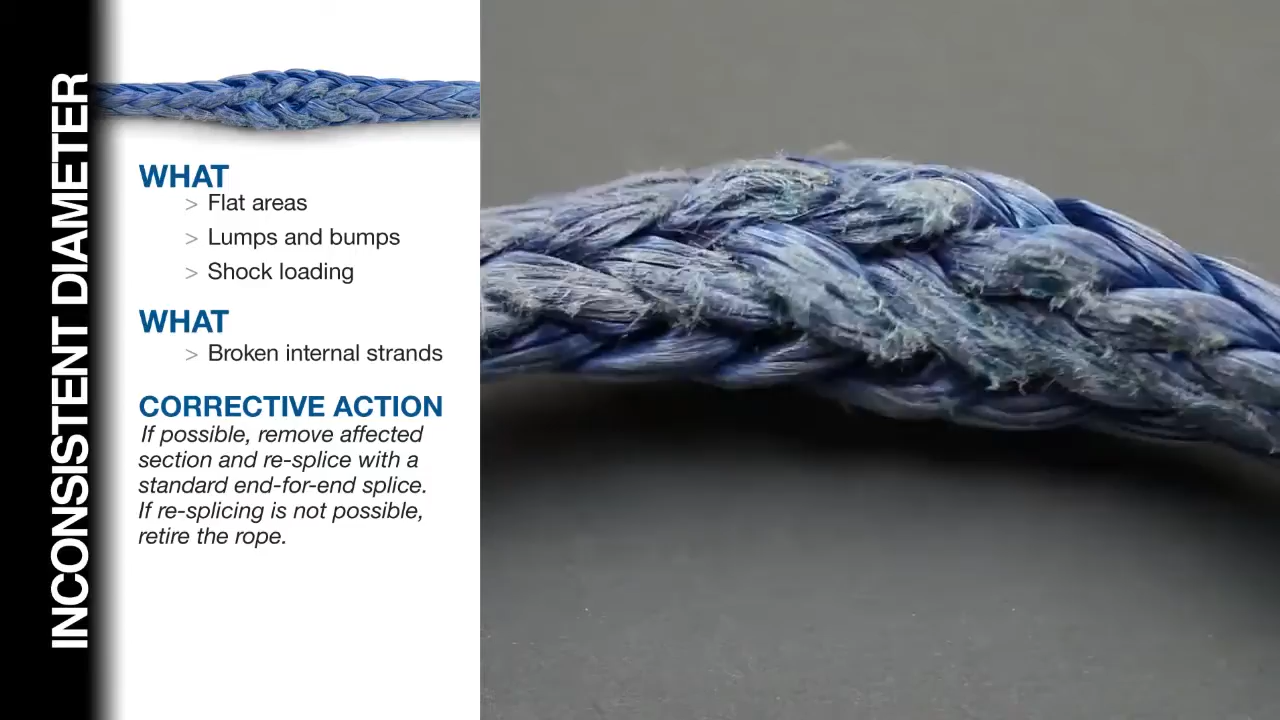 INCONSISTENT DIAMETER
WHAT
> Flat areas
> Lumps and bumps
> Shock loading
WHAT
> Broken internal strands
CORRECTIVE ACTION
If possible, remove affected
section and re-splice with a
standard end-for-end splice.
If re-splicing is not possible,
retire the rope.